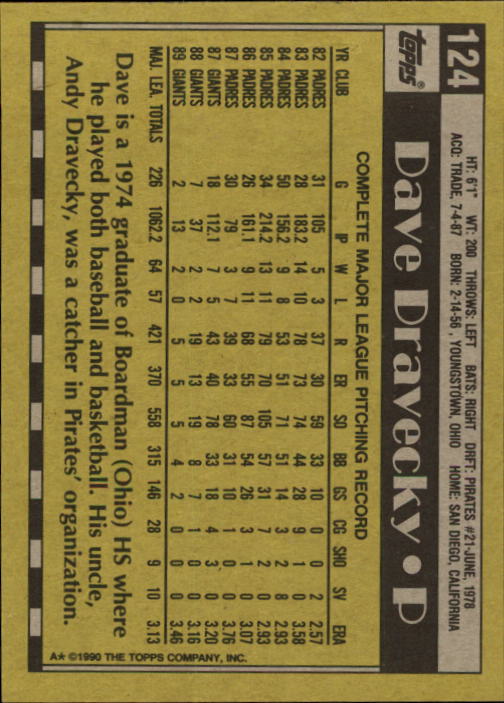 124
HT: 6'1" WT: 200 THROWS: LEFT BATS: RIGHT DRFT: PIRATES #21-JUNE, 1978
ACQ: TRADE, 7-4-87 BORN: 2-14-56, YOUNGSTOWN, OHIO HOME: SAN DIEGO, CALIFORNIA
topps® Dave Dravecky • P
COMPLETE MAJOR LEAGUE PITCHING RECORD
YR CLUB G IP W L R ER SO BB GS CG SHO SV ERA
82 PADRES 31 105 5 3 37 30 59 33 10 0 0 2 2.57
83 PADRES 28 183.2 14 10 78 73 74 44 28 9 1 0 3.58
84 PADRES 50 156.2 9 8 53 51 71 51 14 3 2 8 2.93
85 PADRES 34 214.2 13 11 79 70 105 57 31 7 2 0 2.93
86 PADRES 26 161.1 9 11 68 55 87 54 26 3 1 0 3.07
87 PADRES 30 79 3 7 39 33 60 31 10 1 0 0 3.76
87 GIANTS 18 112.1 7 5 43 40 78 33 18 4 3 0 3.20
88 GIANTS 7 37 2 2 19 13 19 8 7 1 0 0 3.16
89 GIANTS 2 13 2 0 5 5 5 4 2 0 0 0 3.46
MAJ. LEA. TOTALS 226 1062.2 64 57 421 370 558 315 146 28 9 10 3.13
Dave is a 1974 graduate of Boardman (Ohio) HS where
he played both baseball and basketball. His uncle,
Andy Dravecky, was a catcher in Pirates' organization.
A* ©1990 THE TOPPS COMPANY, INC.